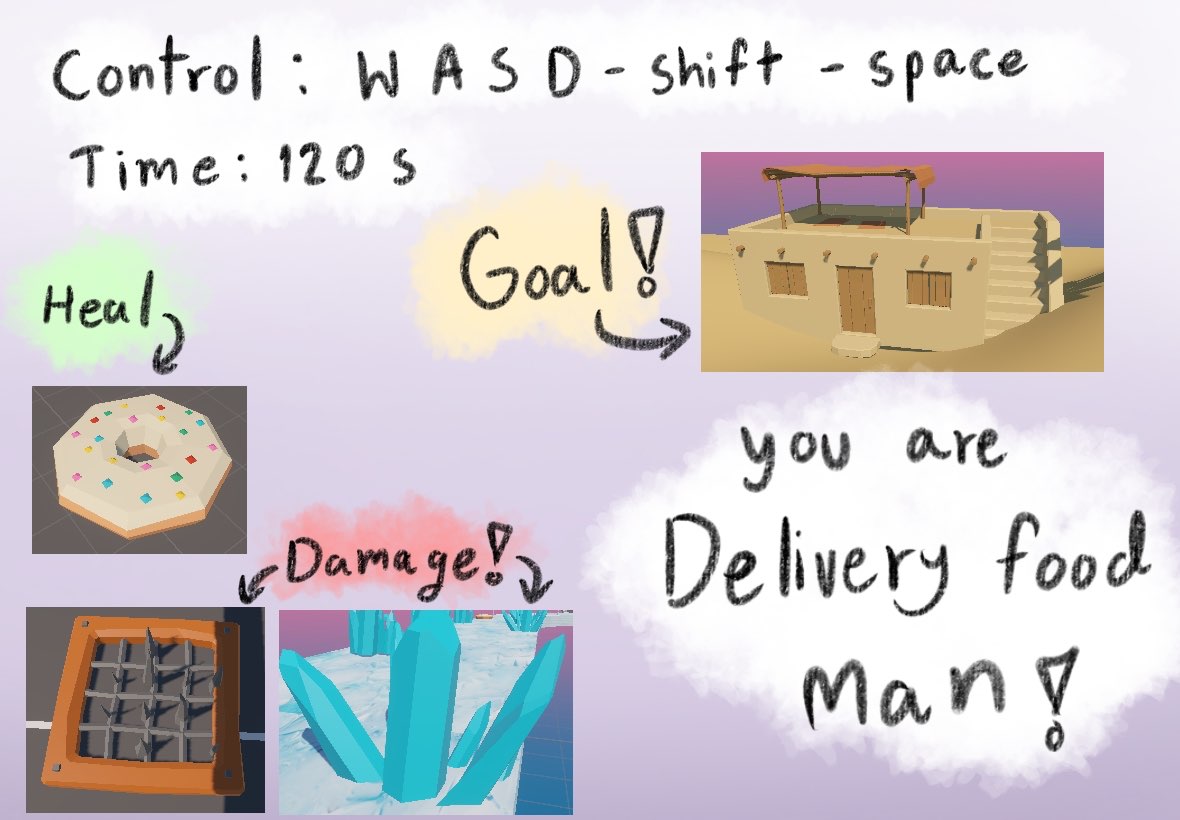 Control : W A S D - shift - space
Time : 120 s
Goal!
Heal
you are
Delivery food
Man!
Damage!